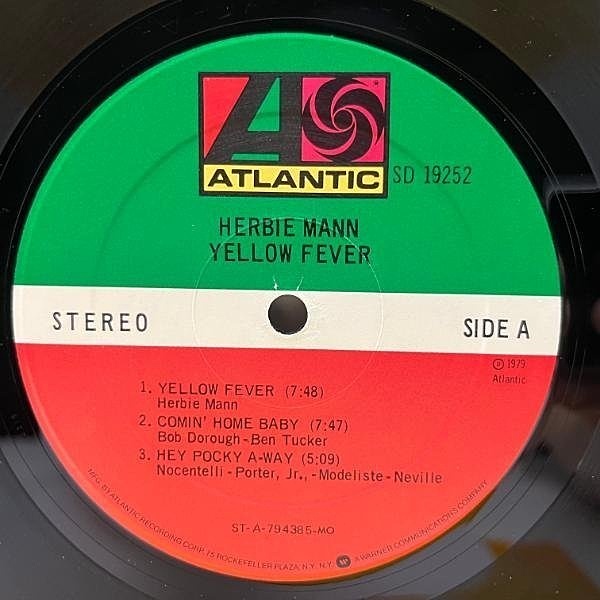 ATLANTIC
SD 19252
HERBIE MANN
YELLOW FEVER
STEREO
SIDE A
℗ 1979
Atlantic
1. YELLOW FEVER (7:48)
Herbie Mann
2. COMIN' HOME BABY (7:47)
Bob Dorough-Ben Tucker
3. HEY POCKY A-WAY (5:09)
Nocentelli-Porter, Jr.,-Modeliste-Neville
ST-A-794385-MO
MFG. BY ATLANTIC RECORDING CORP. 75 ROCKEFELLER PLAZA, N.Y. N.Y. W A WARNER COMMUNICATIONS COMPANY